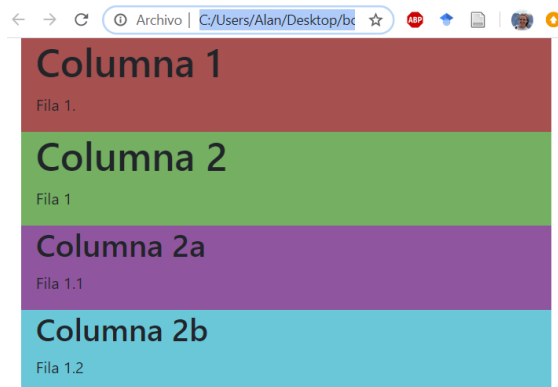 Archivo | C:/Users/Alan/Desktop/bo
ABP
Columna 1
Fila 1.
Columna 2
Fila 1
Columna 2a
Fila 1.1
Columna 2b
Fila 1.2